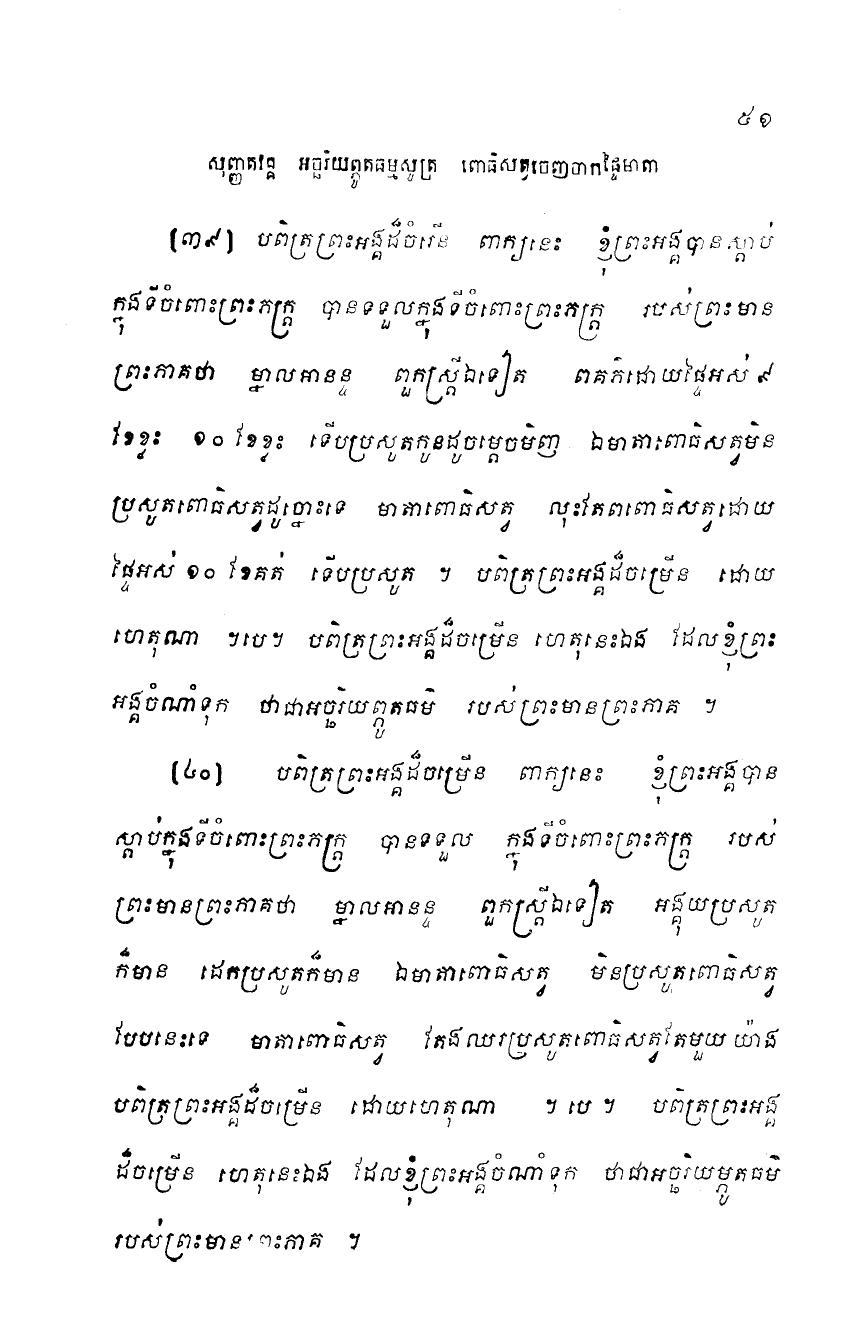 ៥១
សុញ្ញតវគ្គ អច្ឆរិយព្ភូតធម្មសូត្រ ពោធិសត្វចេញចាកផ្ទៃមាតា
(៣៩) បពិត្រព្រះអង្គដ៏ចំរើន ពាក្យនេះ ខ្ញុំព្រះអង្គបានស្តាប់
ក្នុងទីចំពោះព្រះភក្ត្រ បានទទួលក្នុងទីចំពោះព្រះភក្ត្រ របស់ព្រះមាន
ព្រះភាគថា ម្នាលអានន្ទ ពួកស្ត្រីឯទៀត ពគភ៌ដោយផ្ទៃអស់ ៩
ខែខ្លះ ១០ ខែខ្លះ ទើបប្រសូតកូនដូចម្តេចមិញ ឯមាតាពោធិសត្វមិន
ប្រសូតពោធិសត្វដូច្នោះទេ មាតាពោធិសត្វ លុះតែពពោធិសត្វដោយ
ផ្ទៃអស់ ១០ ខែគត់ ទើបប្រសូត ។ បពិត្រព្រះអង្គដ៏ចម្រើន ដោយ
ហេតុណា ។បេ។ បពិត្រព្រះអង្គដ៏ចម្រើន ហេតុនេះឯង ដែលខ្ញុំព្រះ
អង្គចំណាំទុក ថាជាអច្ឆរិយព្ភូតធម៌ របស់ព្រះមានព្រះភាគ ។
(៤០) បពិត្រព្រះអង្គដ៏ចម្រើន ពាក្យនេះ ខ្ញុំព្រះអង្គបាន
ស្តាប់ក្នុងទីចំពោះព្រះភក្ត្រ បានទទួល ក្នុងទីចំពោះព្រះភក្ត្រ របស់
ព្រះមានព្រះភាគថា ម្នាលអានន្ទ ពួកស្ត្រីឯទៀត អង្គុយប្រសូត
ក៏មាន ដេកប្រសូតក៏មាន ឯមាតាពោធិសត្វ មិនប្រសូតពោធិសត្វ
បែបនេះទេ មាតាពោធិសត្វ តែងឈរប្រសូតពោធិសត្វតែមួយយ៉ាង
បពិត្រព្រះអង្គដ៏ចម្រើន ដោយហេតុណា ។ បេ ។ បពិត្រព្រះអង្គ
ដ៏ចម្រើន ហេតុនេះឯង ដែលខ្ញុំព្រះអង្គចំណាំទុក ថាជាអច្ឆរិយម្ភូតធម៌
របស់ព្រះមានព្រះភាគ ។